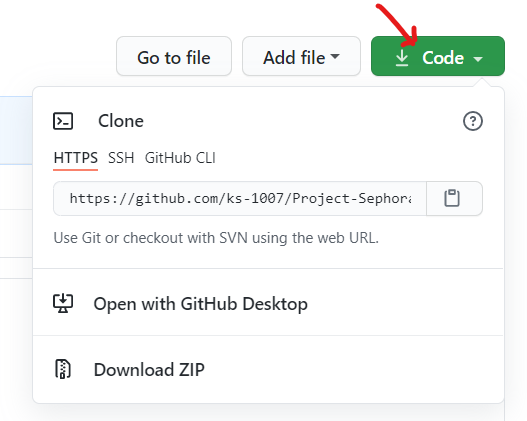 Go to file
Add file
Code
Clone
HTTPS SSH GitHub CLI
https://github.com/ks-1007/Project-Sephora
Use Git or checkout with SVN using the web URL.
Open with GitHub Desktop
Download ZIP